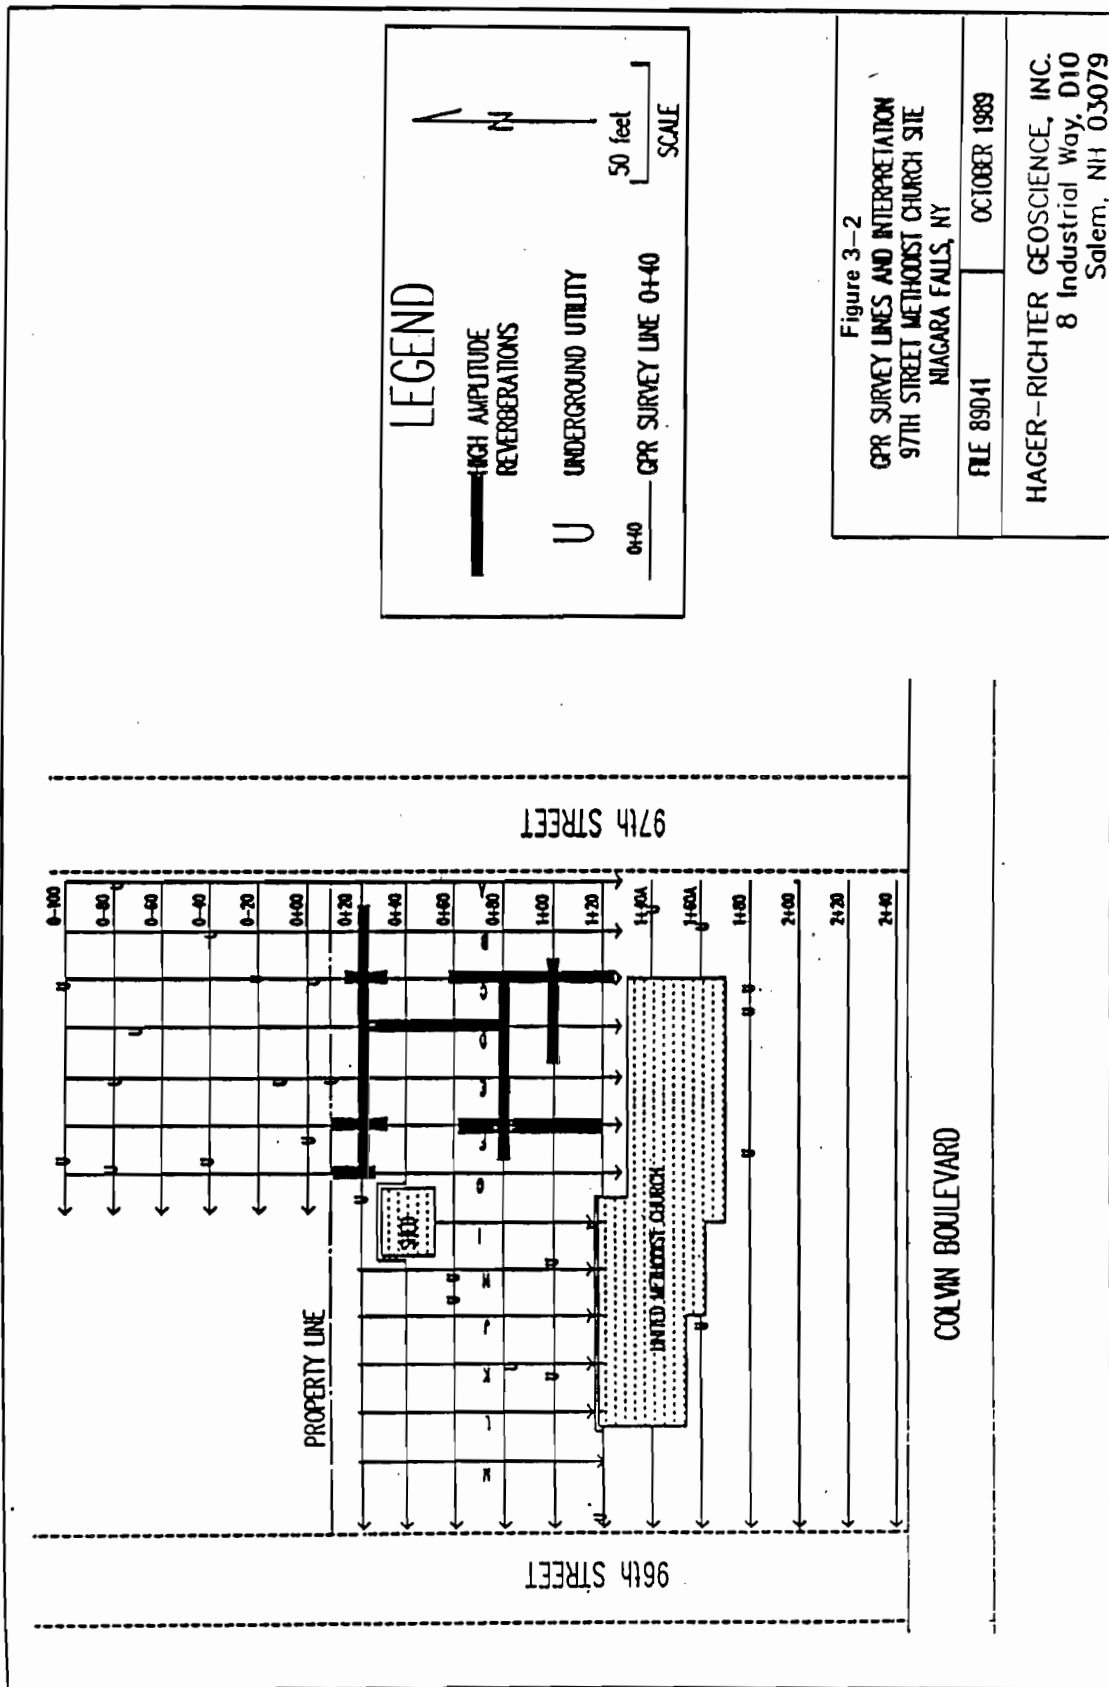 LEGEND
HIGH AMPLITUDE
REVERBERATIONS
U UNDERGROUND UTILITY
0+40 GPR SURVEY LINE 0+40
N
50 feet
SCALE
Figure 3-2
GPR SURVEY LINES AND INTERPRETATION
97TH STREET METHODIST CHURCH SITE
NIAGARA FALLS, NY
FILE 89D41
OCTOBER 1989
HAGER-RICHTER GEOSCIENCE, INC.
8 Industrial Way, D10
Salem, NH 03079
97th STREET
0-100
0-80
0-60
0-40
0-20
0+00
0+20
0+40
0+60
0+80
1+00
1+20
1+40A
1+60A
1+80
2+00
2+20
2+40
PROPERTY LINE
SHED
UNITED METHODIST CHURCH
96th STREET
COLVIN BOULEVARD